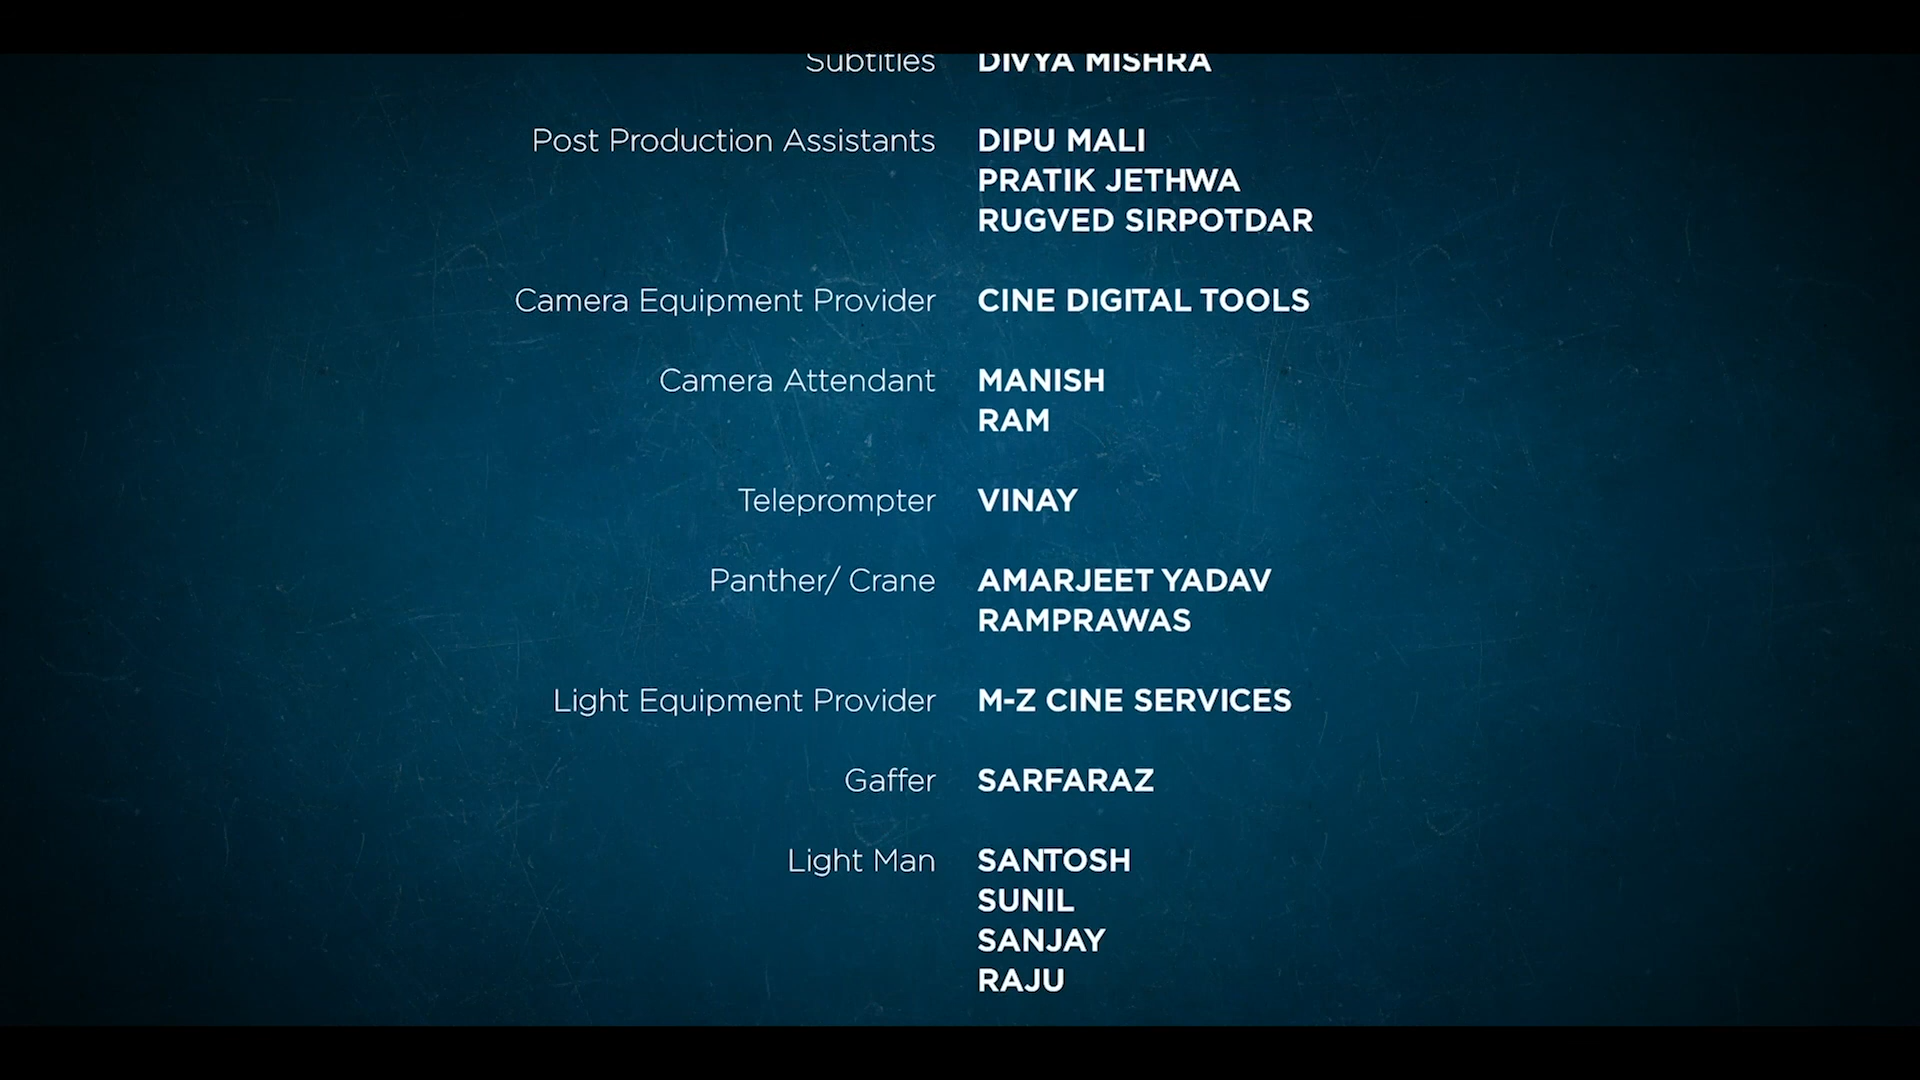 Subtitles DIVYA MISHRA
Post Production Assistants DIPU MALI
PRATIK JETHWA
RUGVED SIRPOTDAR
Camera Equipment Provider CINE DIGITAL TOOLS
Camera Attendant MANISH
RAM
Teleprompter VINAY
Panther/ Crane AMARJEET YADAV
RAMPRAWAS
Light Equipment Provider M-Z CINE SERVICES
Gaffer SARFARAZ
Light Man SANTOSH
SUNIL
SANJAY
RAJU